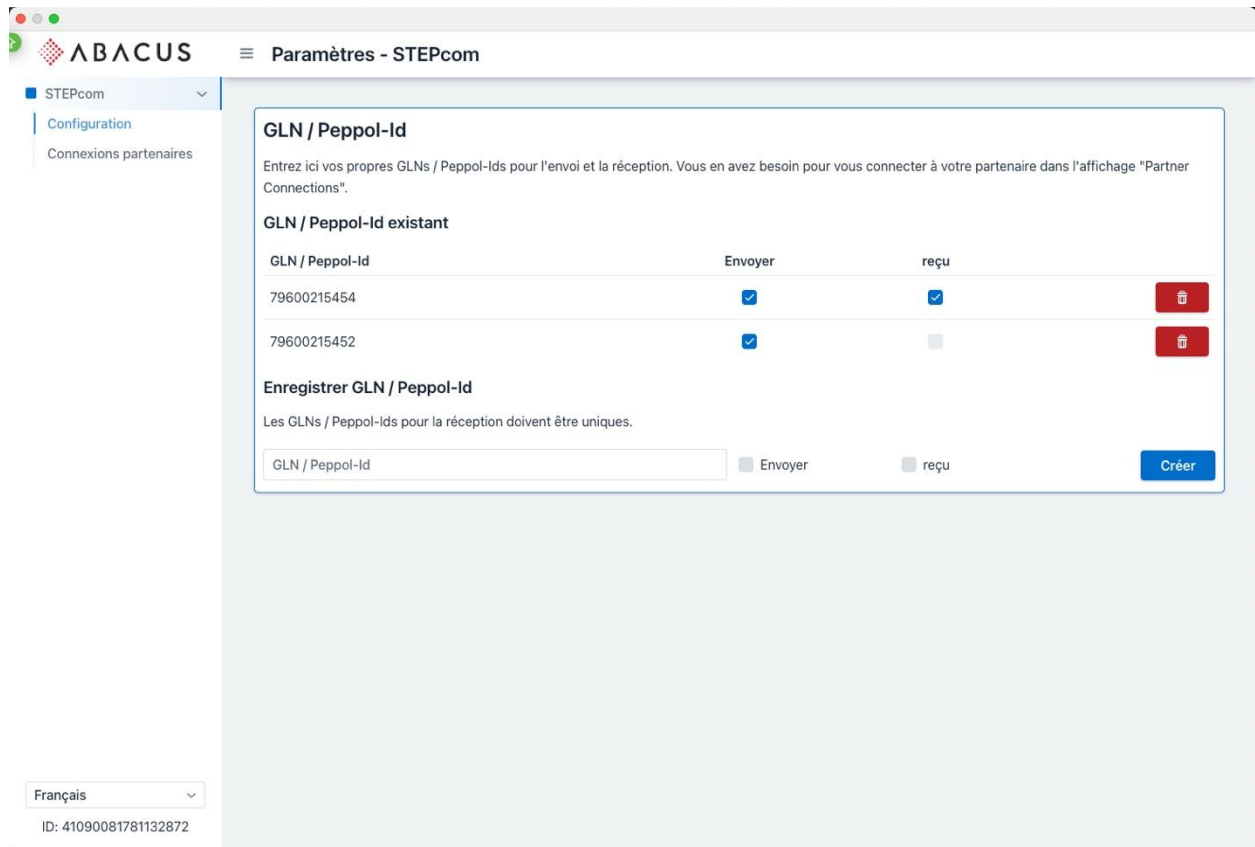 ABACUS
Paramètres - STEPcom
STEPcom
Configuration
Connexions partenaires
GLN / Peppol-Id
Entrez ici vos propres GLNs / Peppol-Ids pour l'envoi et la réception. Vous en avez besoin pour vous connecter à votre partenaire dans l'affichage "Partner
Connections".
GLN / Peppol-Id existant
GLN / Peppol-Id Envoyer reçu
79600215454
79600215452
Enregistrer GLN / Peppol-Id
Les GLNs / Peppol-Ids pour la réception doivent être uniques.
GLN / Peppol-Id Envoyer reçu Créer
Français
ID: 41090081781132872